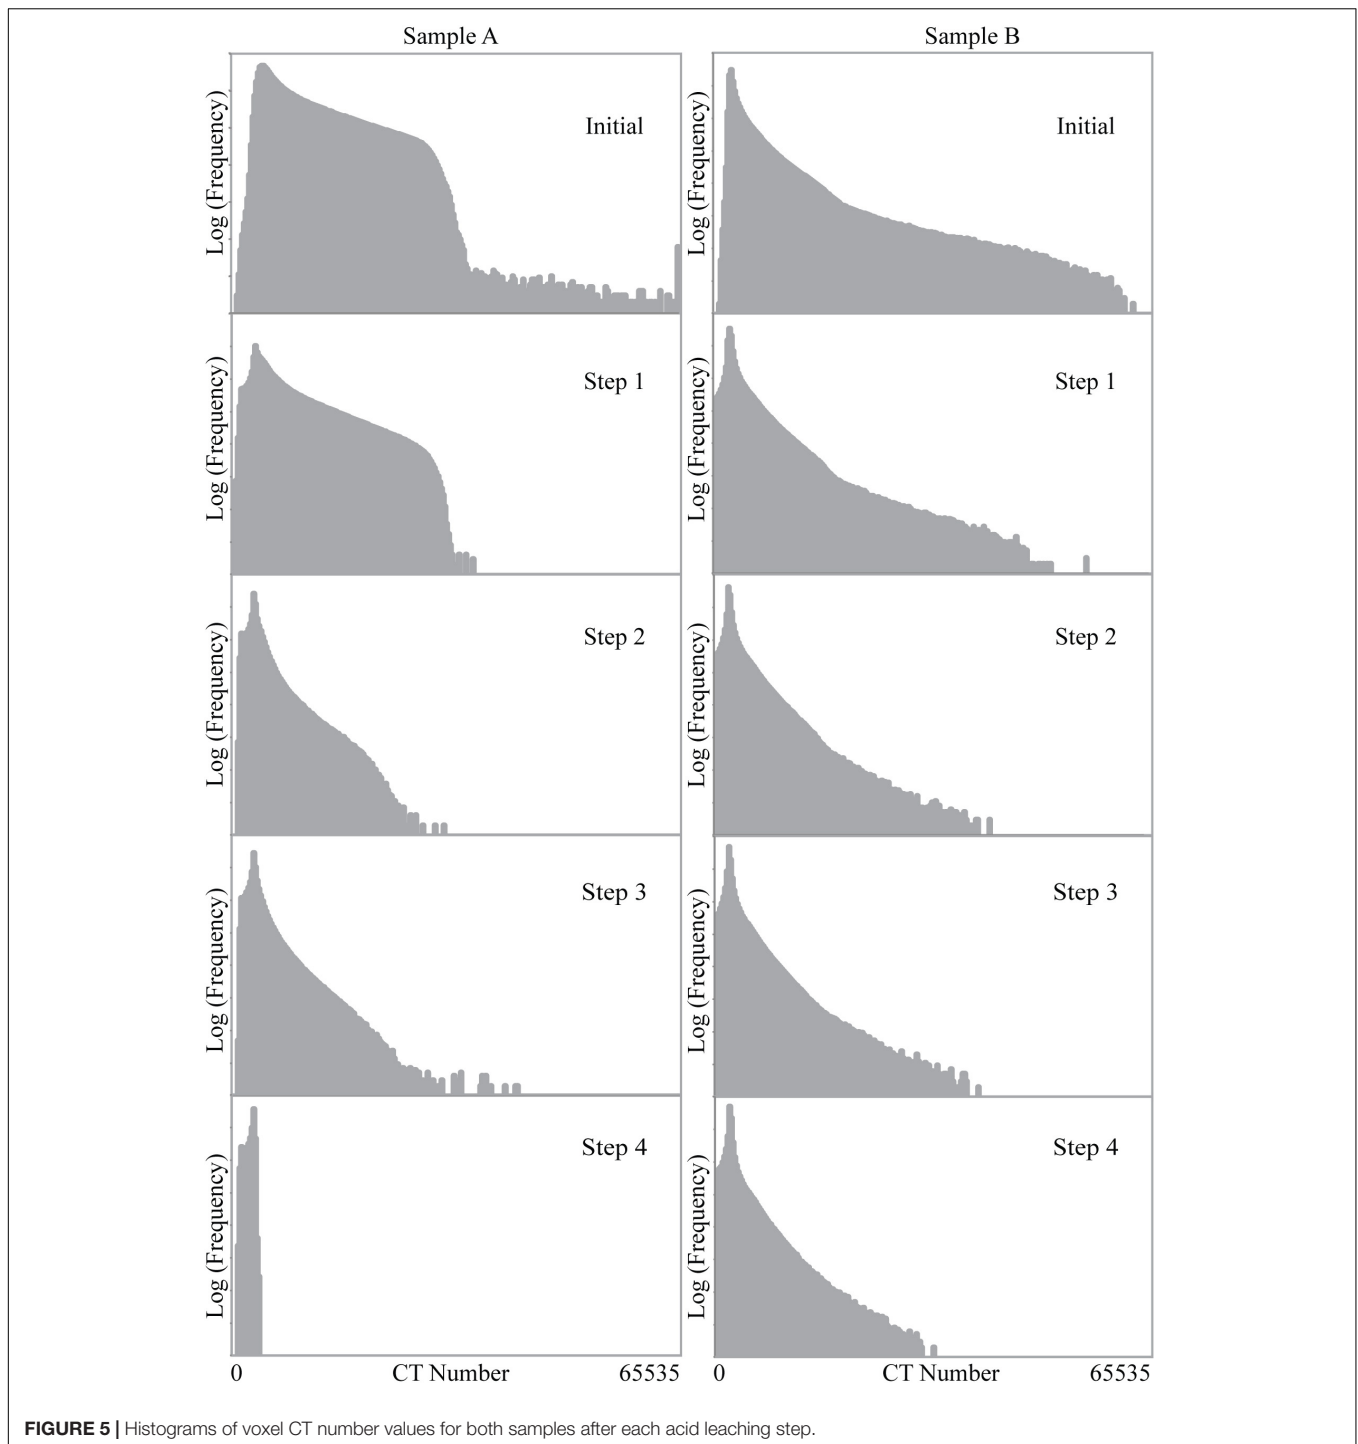 Sample A
Sample B
Log (Frequency)
Initial
Log (Frequency)
Initial
Log (Frequency)
Step 1
Log (Frequency)
Step 1
Log (Frequency)
Step 2
Log (Frequency)
Step 2
Log (Frequency)
Step 3
Log (Frequency)
Step 3
Log (Frequency)
Step 4
Log (Frequency)
Step 4
0 CT Number 65535
0 CT Number 65535
FIGURE 5 | Histograms of voxel CT number values for both samples after each acid leaching step.